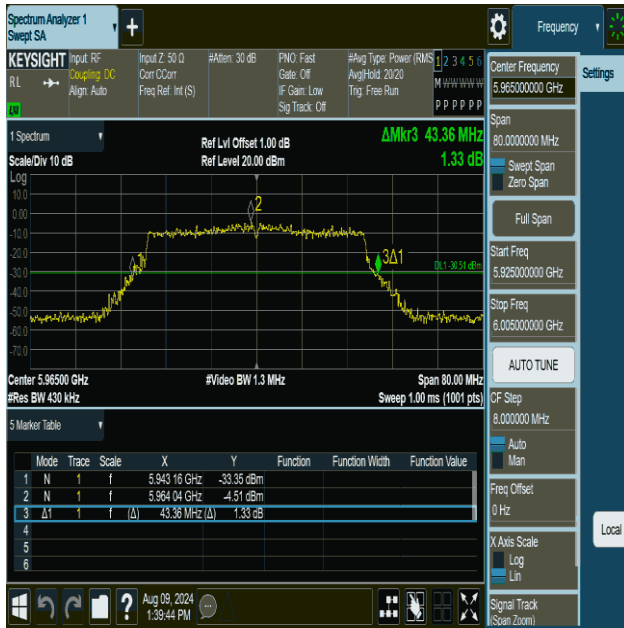 Spectrum Analyzer 1
Swept SA
+
Frequency
KEYSIGHT
RL
Input: RF
Coupling: DC
Align: Auto
Input Z: 50 Ω
Corr CCorr
Freq Ref: Int (S)
#Atten: 30 dB
PNO: Fast
Gate: Off
IF Gain: Low
Sig Track: Off
#Avg Type: Power (RMS
Avg|Hold: 20/20
Trig: Free Run
1 2 3 4 5 6
M W W W W W
P P P P P P
1 Spectrum
Scale/Div 10 dB
Ref Lvl Offset 1.00 dB
Ref Level 20.00 dBm
ΔMkr3 43.36 MHz
1.33 dB
Log
10.0
0.00
-10.0
-20.0
-30.0
-40.0
-50.0
-60.0
-70.0
1
2
3Δ1
DL1 -30.51 dBm
Center 5.96500 GHz
#Res BW 430 kHz
#Video BW 1.3 MHz
Span 80.00 MHz
Sweep 1.00 ms (1001 pts)
5 Marker Table
Mode Trace Scale X Y Function Function Width Function Value
1 N 1 f 5.943 16 GHz -33.35 dBm
2 N 1 f 5.964 04 GHz -4.51 dBm
3 Δ1 1 f (Δ) 43.36 MHz (Δ) 1.33 dB
4
5
6
Center Frequency
5.965000000 GHz
Settings
Span
80.0000000 MHz
Swept Span
Zero Span
Full Span
Start Freq
5.925000000 GHz
Stop Freq
6.005000000 GHz
AUTO TUNE
CF Step
8.000000 MHz
Auto
Man
Freq Offset
0 Hz
Local
X Axis Scale
Log
Lin
Signal Track
(Span Zoom)
?
Aug 09, 2024
1:39:44 PM